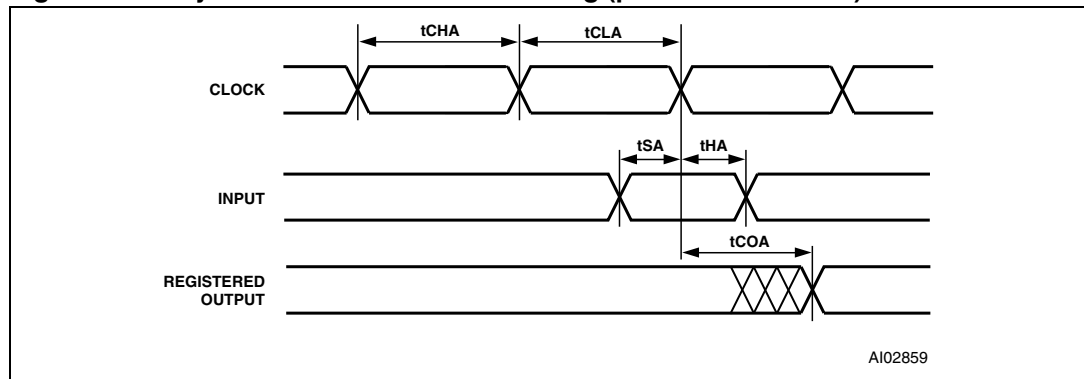 tCHA
tCLA
CLOCK
tSA
tHA
INPUT
tCOA
REGISTERED
OUTPUT
AI02859